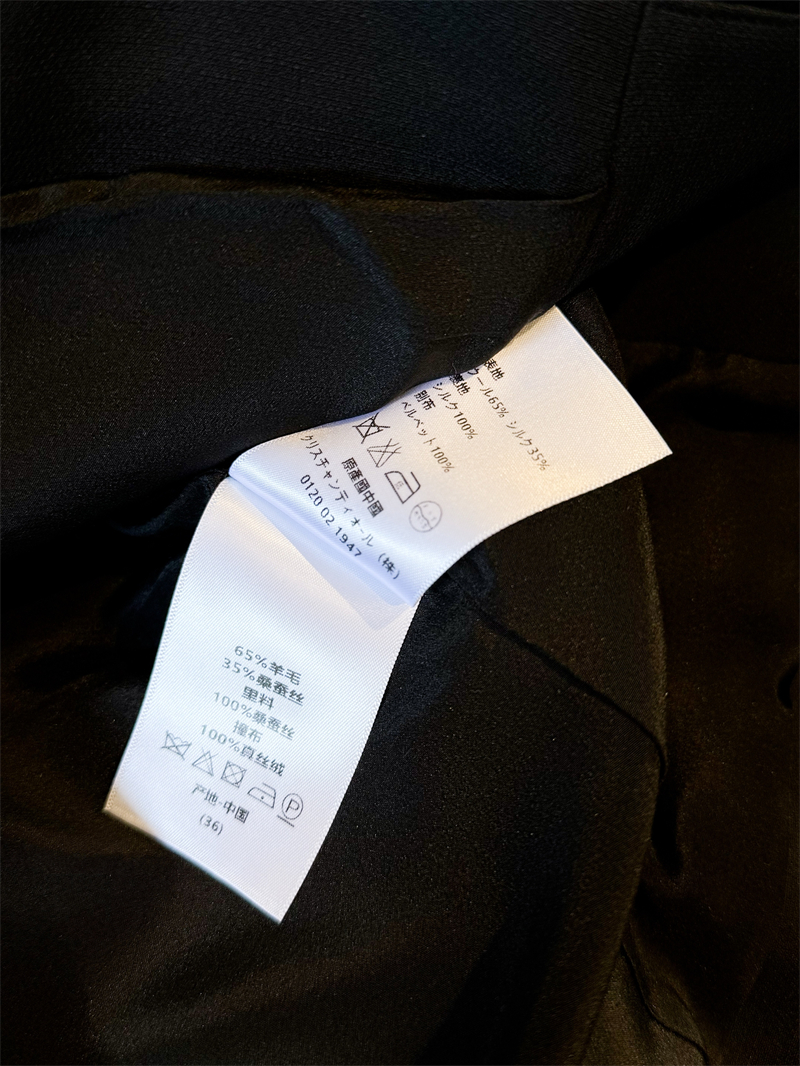 表地
ウール65% シルク35%
裏地
シルク100%
別布
ベルベット100%
原産國中國
クリスチャンディオール (株)
0120 02 1947
65%羊毛
35%桑蚕丝
里料
100%桑蚕丝
撞布
100%真丝绒
P
产地-中国
(36)